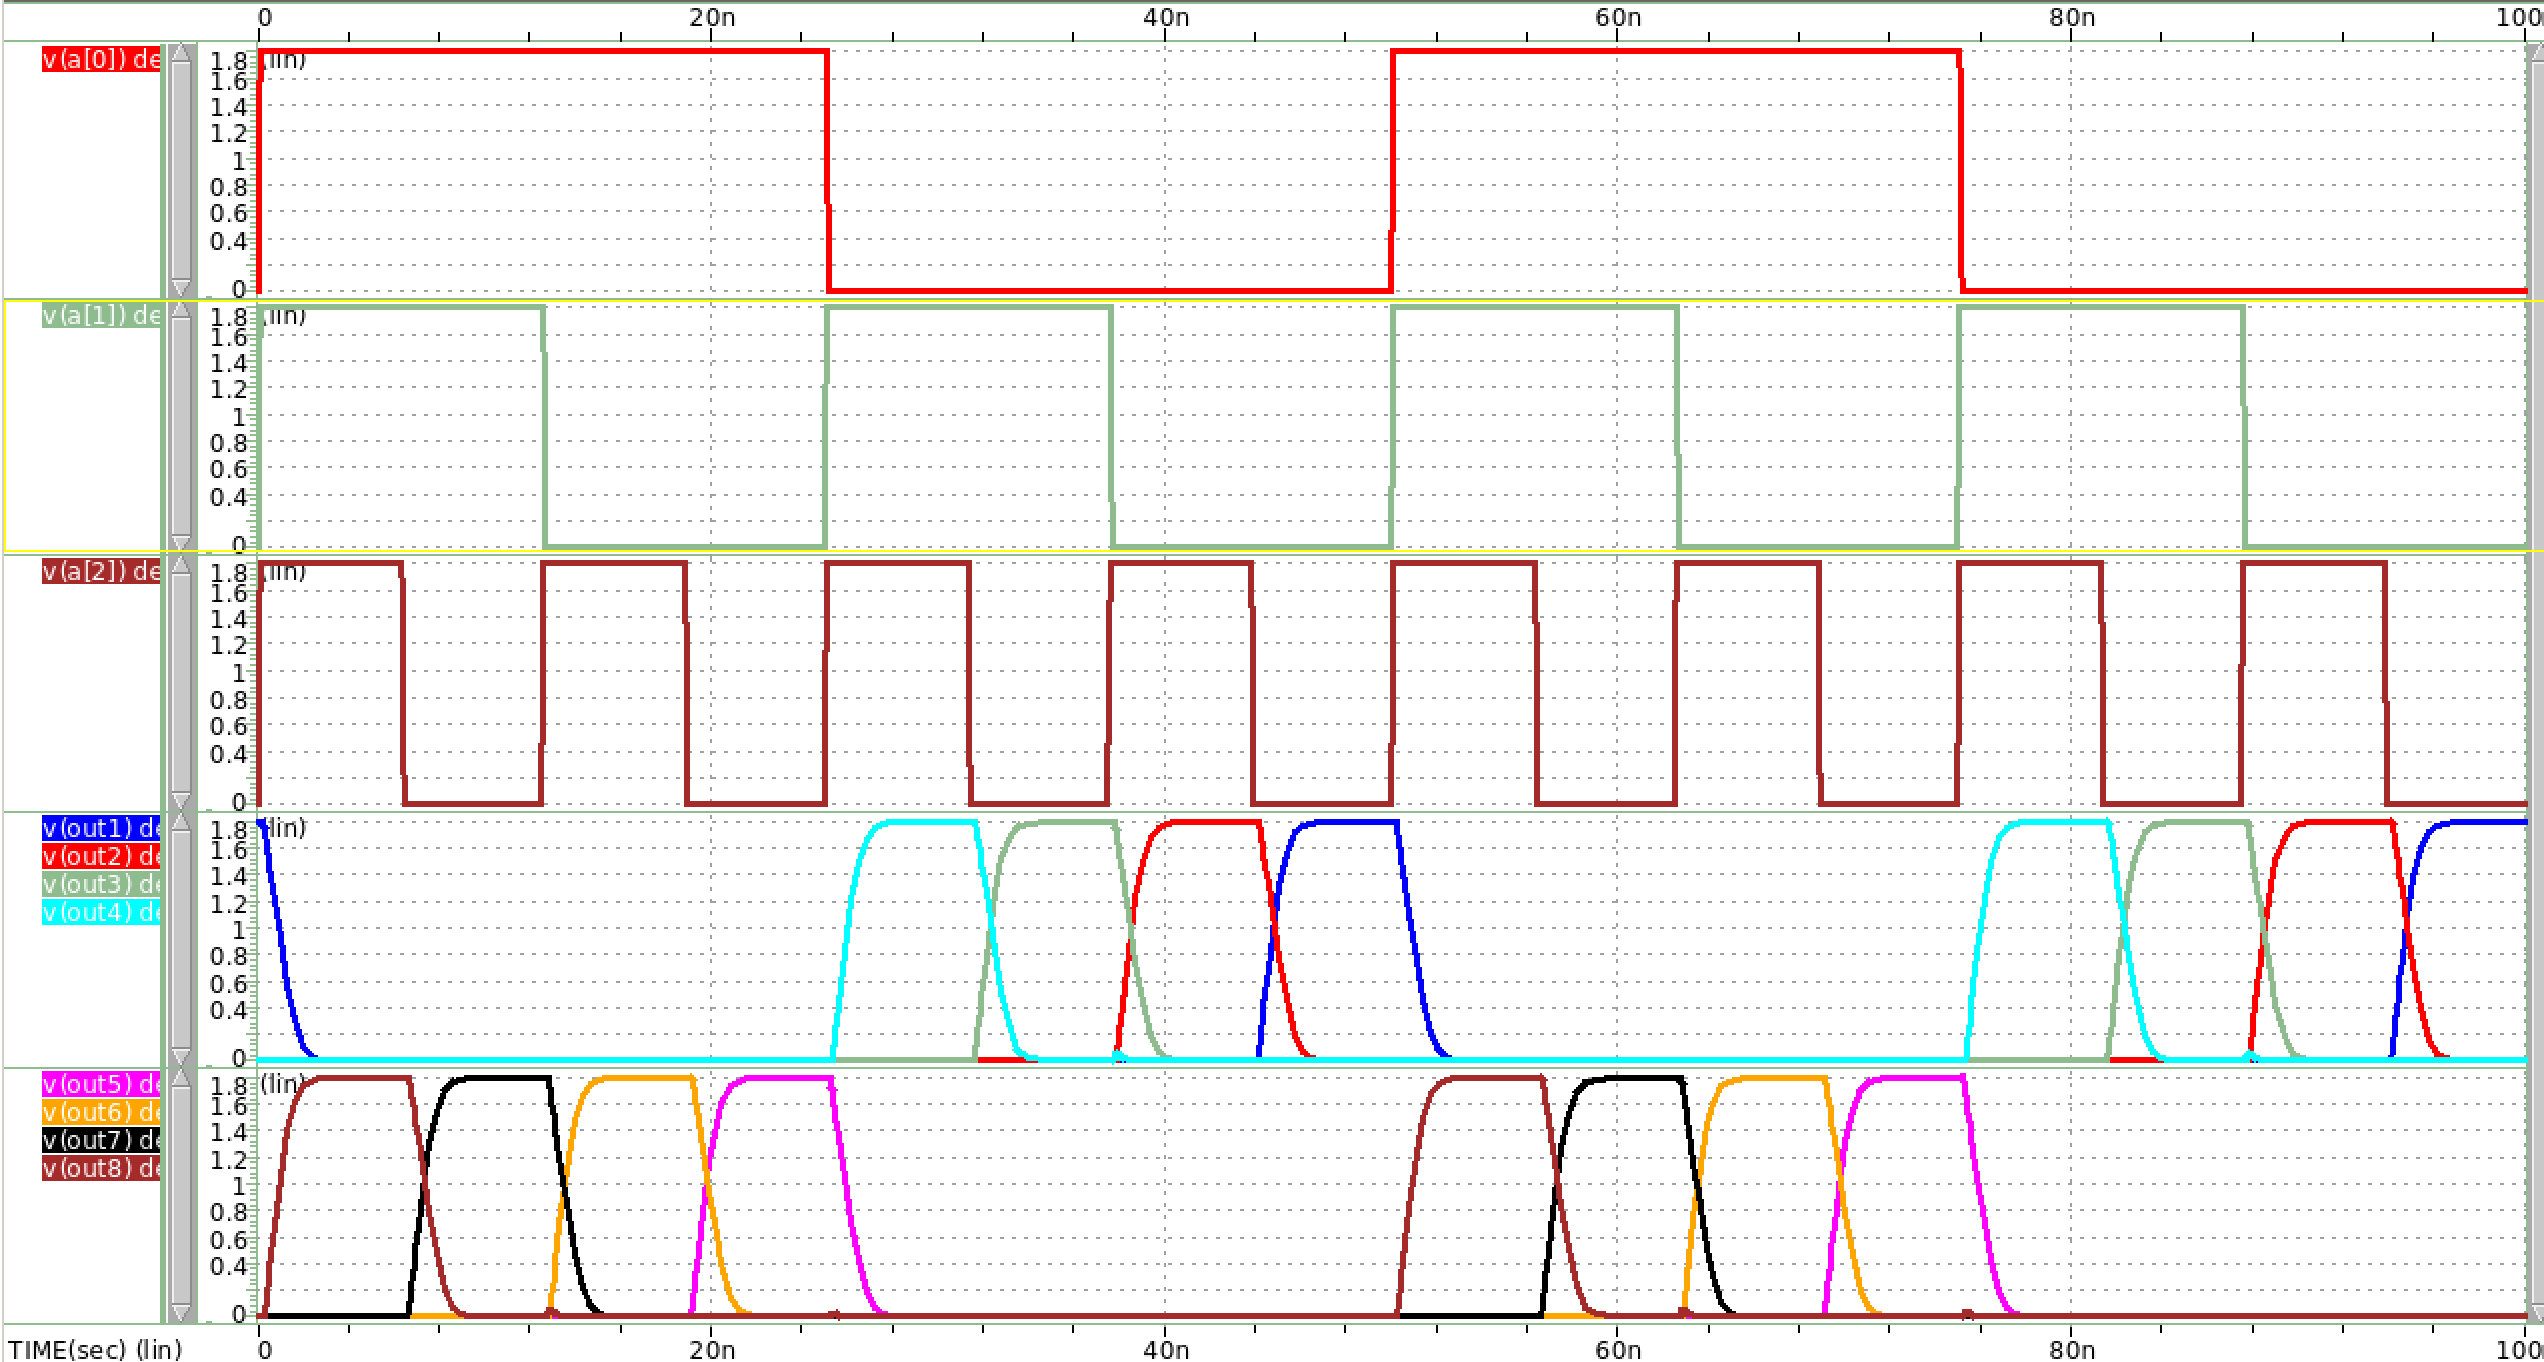 0 20n 40n 60n 80n 100
v(a[0]) de
(lin)
1.8
1.6
1.4
1.2
1
0.8
0.6
0.4
0
v(a[1]) de
(lin)
1.8
1.6
1.4
1.2
1
0.8
0.6
0.4
0
v(a[2]) de
(lin)
1.8
1.6
1.4
1.2
1
0.8
0.6
0.4
0
v(out1) de
v(out2) de
v(out3) de
v(out4) de
(lin)
1.8
1.6
1.4
1.2
1
0.8
0.6
0.4
0
v(out5) de
v(out6) de
v(out7) de
v(out8) de
(lin)
1.8
1.6
1.4
1.2
1
0.8
0.6
0.4
0
TIME(sec) (lin) 0 20n 40n 60n 80n 100